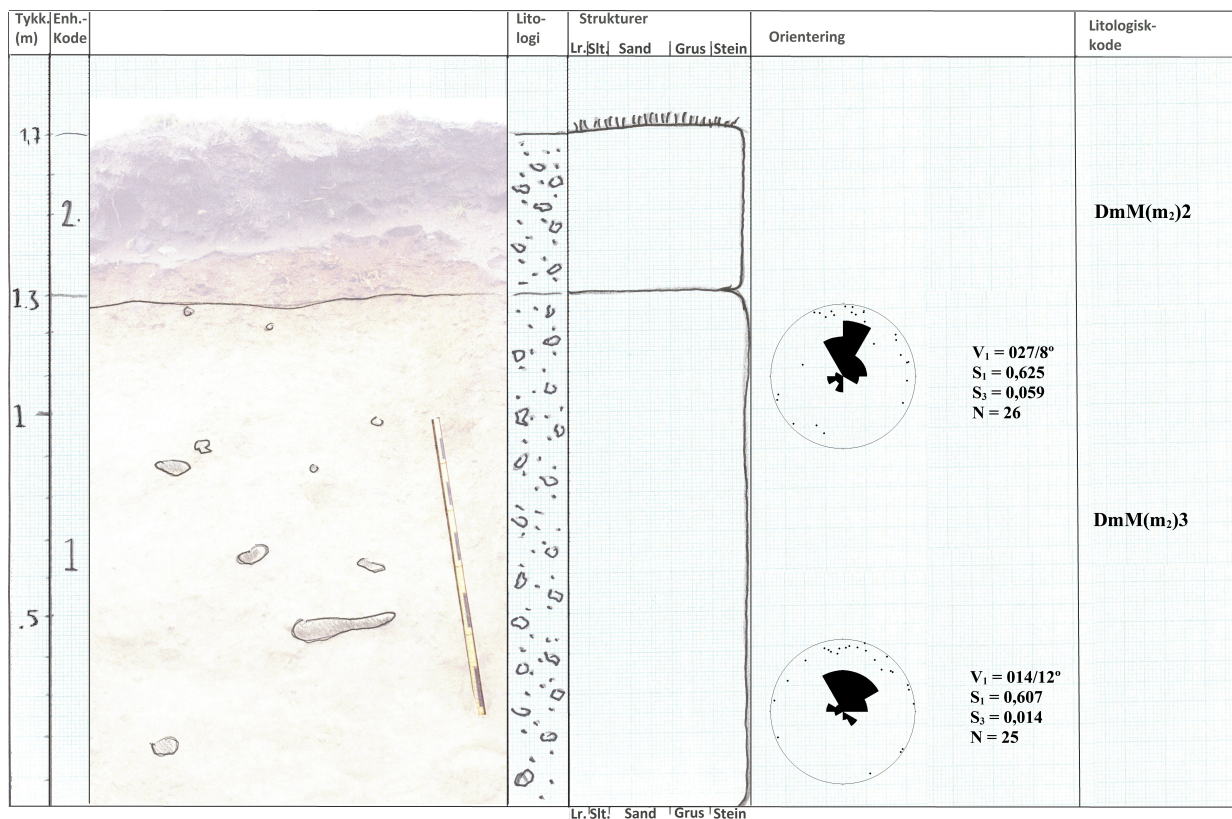 Tykk.
(m)
Enh.-
Kode
Lito-
logi
Strukturer
Lr. Slt. Sand Grus Stein
Orientering
Litologisk-
kode
1,7
2.
DmM(m₂)2
1.3
V₁ = 027/8º
S₁ = 0,625
S₃ = 0,059
N = 26
1
DmM(m₂)3
1
.5
V₁ = 014/12º
S₁ = 0,607
S₃ = 0,014
N = 25
Lr. Slt. Sand Grus Stein